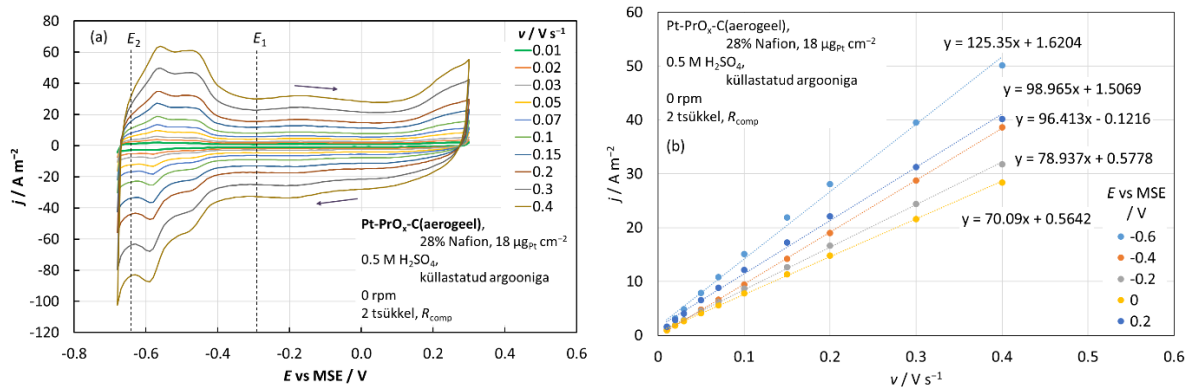 (a)
E₂
E₁
v / V s⁻¹
0.01
0.02
0.03
0.05
0.07
0.1
0.15
0.2
0.3
0.4
Pt-PrOₓ-C(aerogeel),
28% Nafion, 18 µg_Pt cm⁻²
0.5 M H₂SO₄,
küllastatud argooniga
0 rpm
2 tsükkel, R_comp
j / A m⁻²
80
60
40
20
0
-20
-40
-60
-80
-100
-120
-0.8
-0.6
-0.4
-0.2
0.0
0.2
0.4
0.6
E vs MSE / V
Pt-PrOₓ-C(aerogeel),
28% Nafion, 18 µg_Pt cm⁻²
0.5 M H₂SO₄,
küllastatud argooniga
0 rpm
2 tsükkel, R_comp
(b)
y = 125.35x + 1.6204
y = 98.965x + 1.5069
y = 96.413x - 0.1216
y = 78.937x + 0.5778
y = 70.09x + 0.5642
E vs MSE
/ V
-0.6
-0.4
-0.2
0
0.2
j / A m⁻²
60
50
40
30
20
10
0
0
0.1
0.2
0.3
0.4
0.5
0.6
v / V s⁻¹